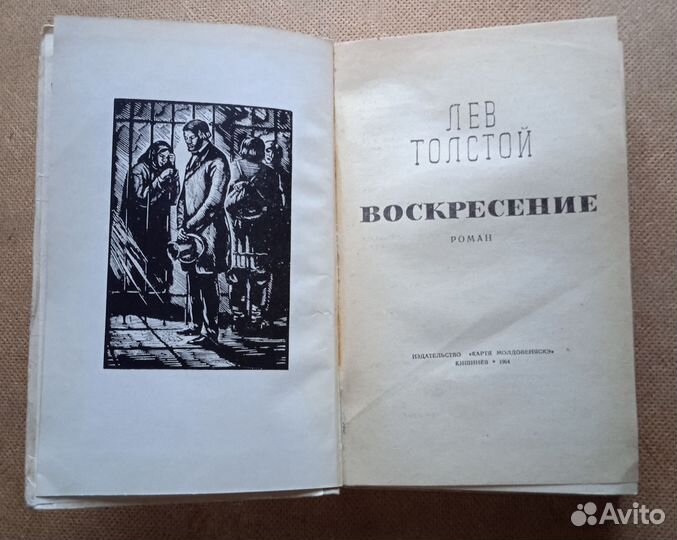 ЛЕВ
ТОЛСТОЙ
ВОСКРЕСЕНИЕ
РОМАН
ИЗДАТЕЛЬСТВО «КАРТЯ МОЛДОВЕНЯСКЭ»
КИШИНЕВ * 1964
Avito